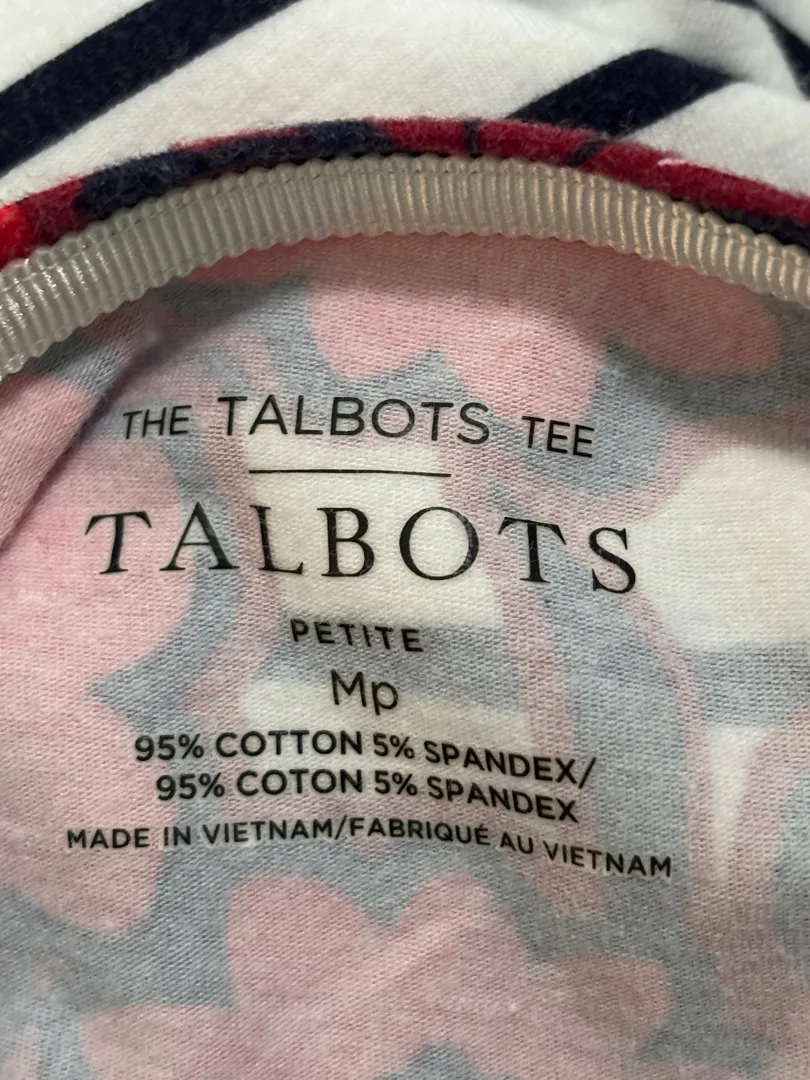 THE TALBOTS TEE
TALBOTS
PETITE
Mp
95% COTTON 5% SPANDEX/
95% COTON 5% SPANDEX
MADE IN VIETNAM/FABRIQUÉ AU VIETNAM